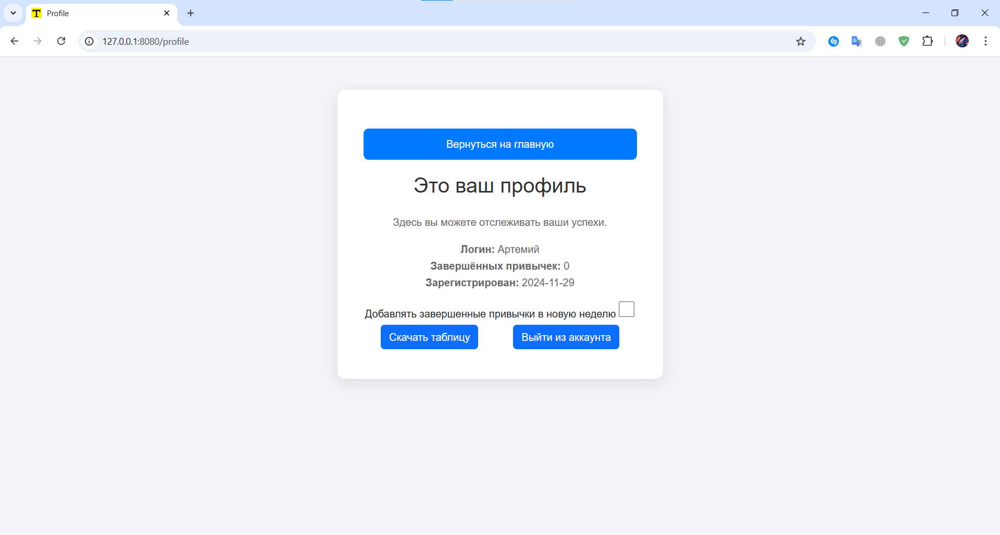 T Profile
127.0.0.1:8080/profile
Вернуться на главную
Это ваш профиль
Здесь вы можете отслеживать ваши успехи.
Логин: Артемий
Завершённых привычек: 0
Зарегистрирован: 2024-11-29
Добавлять завершенные привычки в новую неделю
Скачать таблицу Выйти из аккаунта